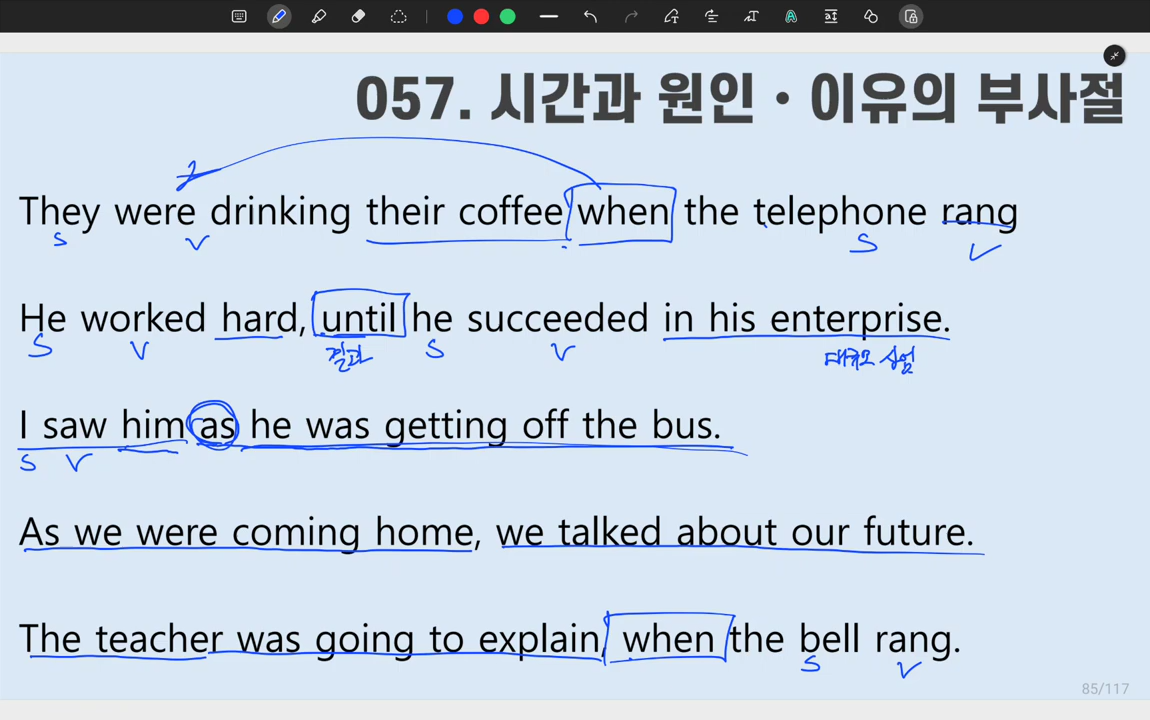 057. 시간과 원인·이유의 부사절
They were drinking their coffee when the telephone rang
S V S V
He worked hard, until he succeeded in his enterprise.
S V 결과 S V 대규모 사업
I saw him as he was getting off the bus.
S V
As we were coming home, we talked about our future.
The teacher was going to explain, when the bell rang.
S V
85/117